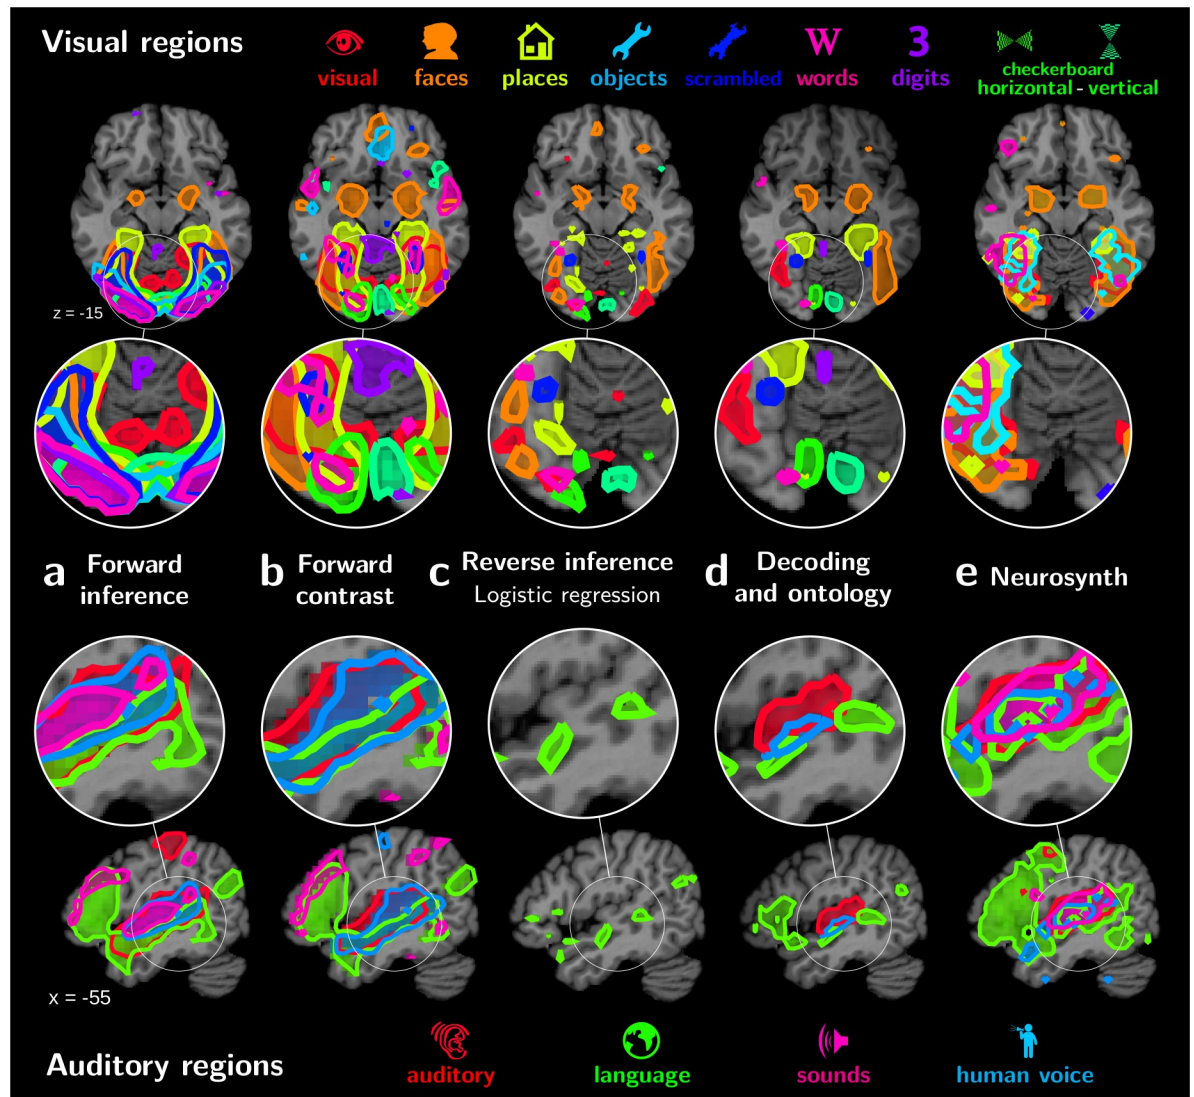 Visual regions
W
3
visual
faces
places
objects
scrambled
words
digits
checkerboard
horizontal - vertical
z = -15
a Forward
inference
b Forward
contrast
c Reverse inference
Logistic regression
d Decoding
and ontology
e Neurosynth
x = -55
Auditory regions
auditory
language
sounds
human voice